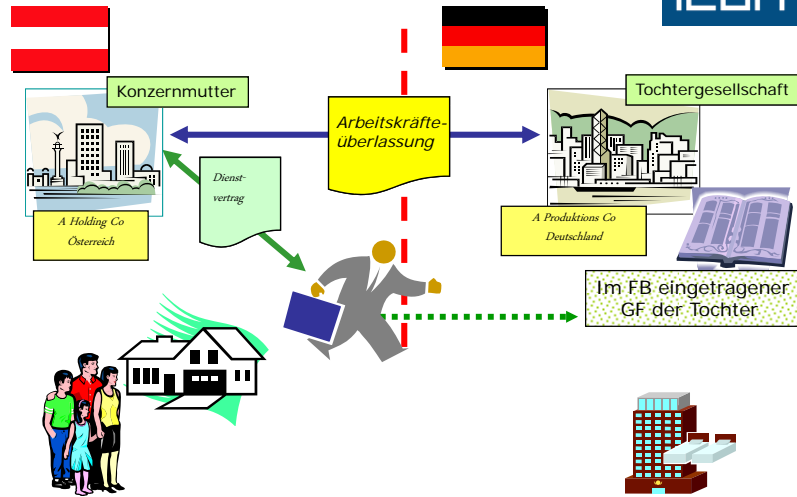 Konzernmutter
Tochtergesellschaft
Arbeitskräfte-
überlassung
Dienst-
vertrag
A Holding Co
Österreich
A Produktions Co
Deutschland
Im FB eingetragener
GF der Tochter